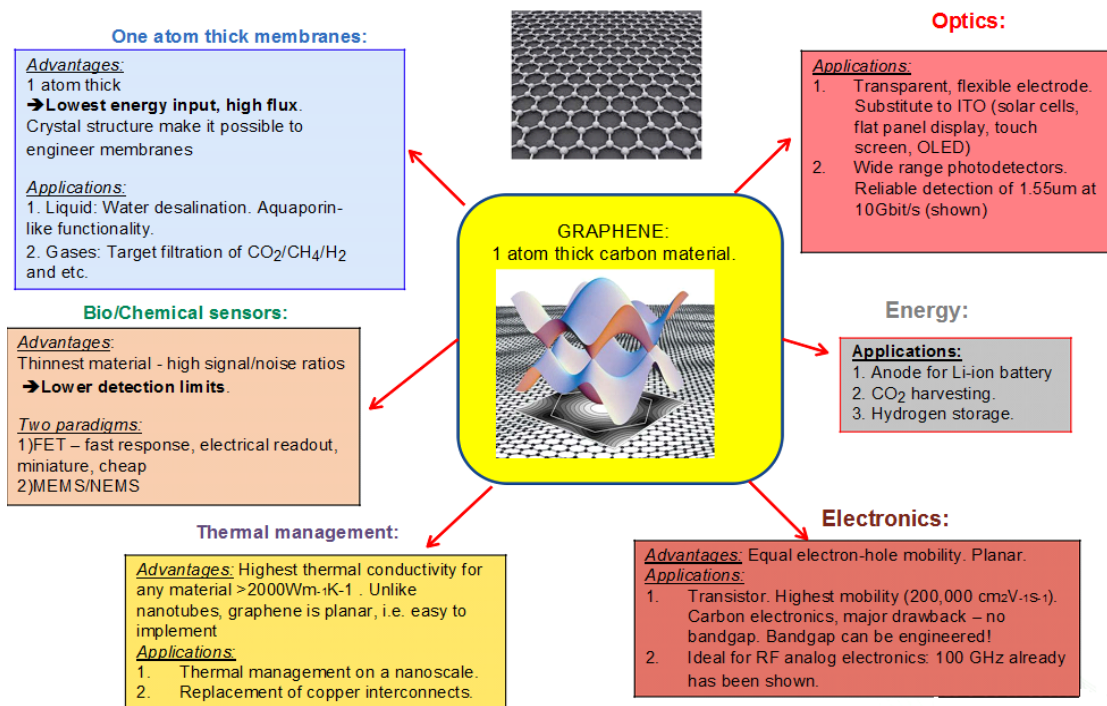 One atom thick membranes:
Advantages:
1 atom thick
➔Lowest energy input, high flux.
Crystal structure make it possible to
engineer membranes
Applications:
1. Liquid: Water desalination. Aquaporin-
like functionality.
2. Gases: Target filtration of CO2/CH4/H2
and etc.
Optics:
Applications:
1. Transparent, flexible electrode.
Substitute to ITO (solar cells,
flat panel display, touch
screen, OLED)
2. Wide range photodetectors.
Reliable detection of 1.55um at
10Gbit/s (shown)
GRAPHENE:
1 atom thick carbon material.
Bio/Chemical sensors:
Advantages:
Thinnest material - high signal/noise ratios
➔Lower detection limits.
Two paradigms:
1)FET – fast response, electrical readout,
miniature, cheap
2)MEMS/NEMS
Energy:
Applications:
1. Anode for Li-ion battery
2. CO2 harvesting.
3. Hydrogen storage.
Thermal management:
Advantages: Highest thermal conductivity for
any material >2000Wm-1K-1 . Unlike
nanotubes, graphene is planar, i.e. easy to
implement
Applications:
1. Thermal management on a nanoscale.
2. Replacement of copper interconnects.
Electronics:
Advantages: Equal electron-hole mobility. Planar.
Applications:
1. Transistor. Highest mobility (200,000 cm2V-1s-1).
Carbon electronics, major drawback – no
bandgap. Bandgap can be engineered!
2. Ideal for RF analog electronics: 100 GHz already
has been shown.